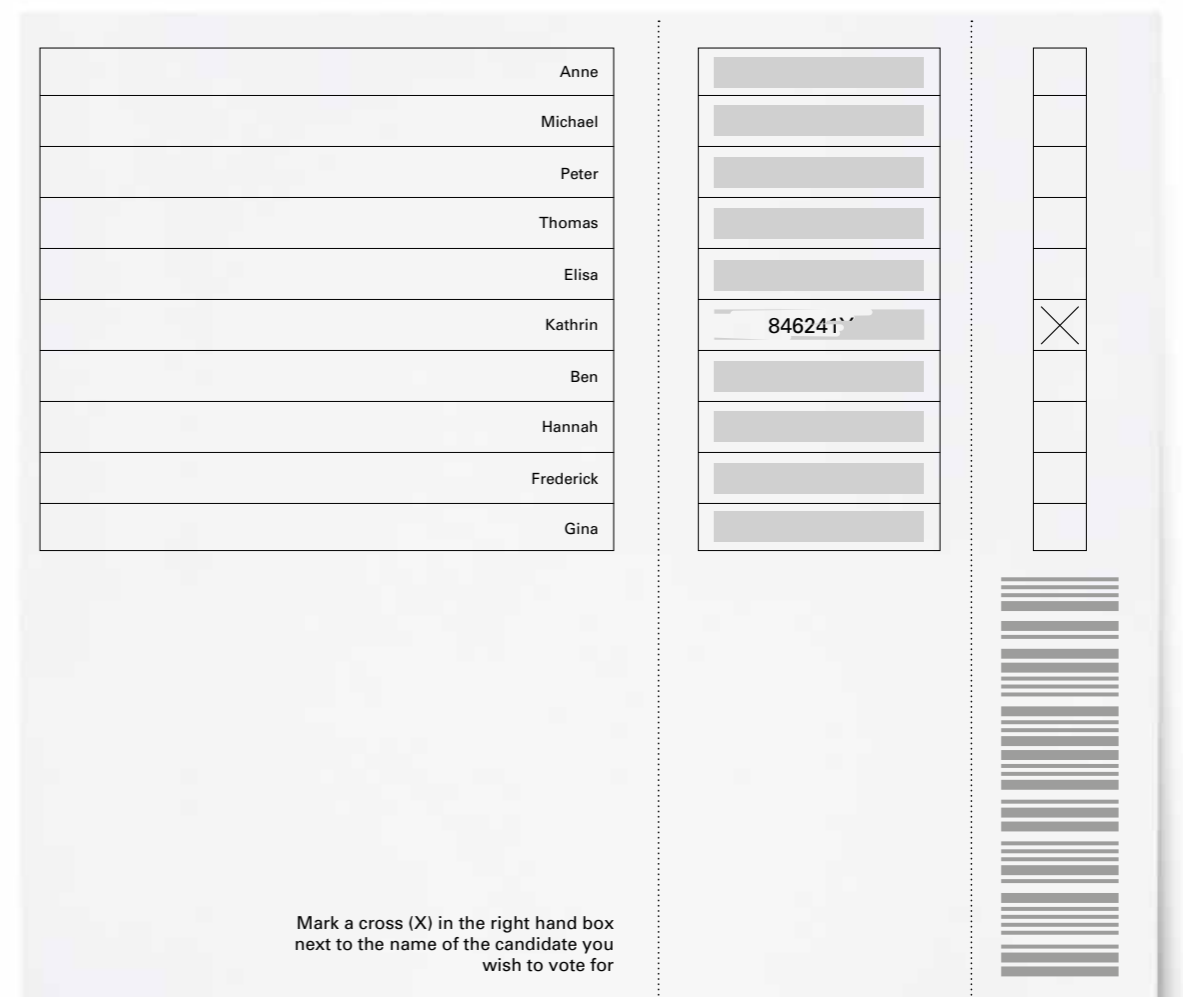 Anne
Michael
Peter
Thomas
Elisa
Kathrin 846241 X
Ben
Hannah
Frederick
Gina
Mark a cross (X) in the right hand box
next to the name of the candidate you
wish to vote for